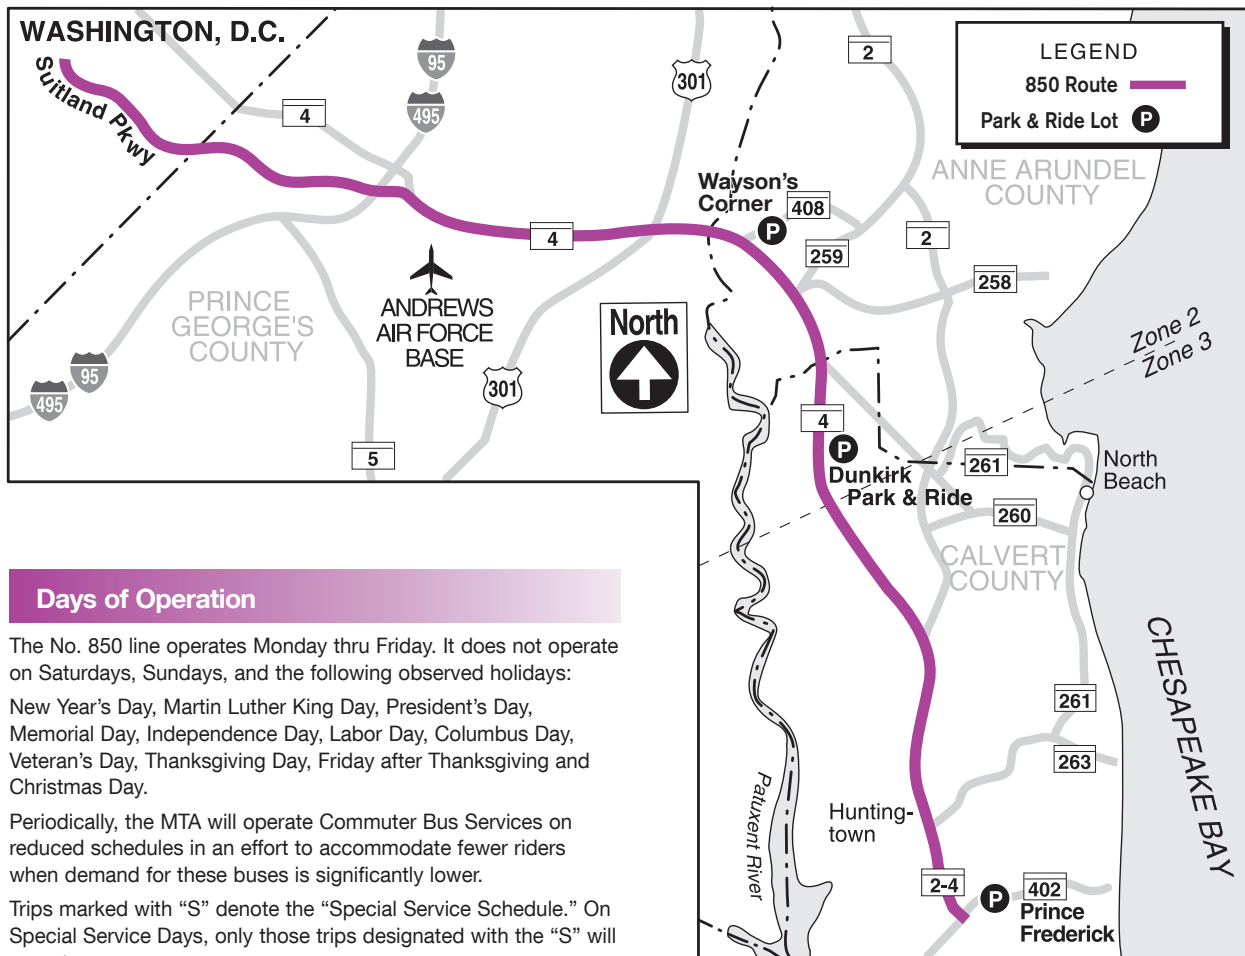 WASHINGTON, D.C.
Suitland Pkwy
95
495
4
301
2
LEGEND
850 Route
Park & Ride Lot P
ANNE ARUNDEL
COUNTY
Wayson's
Corner
P
408
259
2
258
4
PRINCE
GEORGE'S
COUNTY
ANDREWS
AIR FORCE
BASE
North
301
95
495
5
Zone 2
Zone 3
4
P
Dunkirk
Park & Ride
261
North
Beach
260
CALVERT
COUNTY
CHESAPEAKE BAY
261
263
Patuxent River
Hunting-
town
2-4
P
402
Prince
Frederick
Days of Operation
The No. 850 line operates Monday thru Friday. It does not operate
on Saturdays, Sundays, and the following observed holidays:
New Year's Day, Martin Luther King Day, President's Day,
Memorial Day, Independence Day, Labor Day, Columbus Day,
Veteran's Day, Thanksgiving Day, Friday after Thanksgiving and
Christmas Day.
Periodically, the MTA will operate Commuter Bus Services on
reduced schedules in an effort to accommodate fewer riders
when demand for these buses is significantly lower.
Trips marked with “S” denote the “Special Service Schedule.” On
Special Service Days, only those trips designated with the “S” will